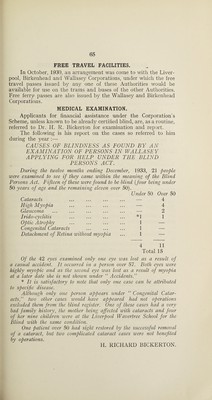 68
FREE TRAVEL FACILITIES.
In October, 1930, an arrangement was come to with the Liver-
pool, Birkenhead and Wallasey Corporations, under which the free
travel passes issued by any one of these Authorities would be
available for use on the trams and buses of the other Authorities.
Free ferry passes are also issued by the Wallasey and Birkenhead
Corporations.
MEDICAL EXAMINATION.
Applicants for financial assistance under the Corporation's
Scheme, unless known to be already certified blind, are, as a routine,
referred to Dr. H. R. Bickerton for examination and report.
The following is his report on the cases so referred to him
during the year :—
CAUSES OF BLINDNESS AS FOUND BY AN
EXAMINATION OF PERSONS IN WALLASEY
APPLYING FOR HELP UNDER THE BLIND
PERSONS ACT.
During the twelve months ending December, 1933, 21 people
were examined to see if they came within the meaning of the Blind
Persons Act. Fifteen of these were found to be blind (four being under
50 years of age and the remaining eleven over 50).
Under 50 Over 50
Cataracts ... — 4
High Myopia ... — 4
Glaucoma ... — 2
Irido-cyclitis ... *1 1
Optic Atrophy ... 1 —
Congenital Cataracts ... 1 —
Detachment of Retina without myopia ... 1 —
4 11
Total 15
Of the 42 eyes examined only one eye was lost as a result of
a casual accident. It occurred in a person over 57. Both eyes were
highly myopic and as the second eye was lost as a result of myopia
at a later date she is not shown under " Accidents."
* It is satisfactory to note that only one case can be attributed
to specific disease.
Although only one person appears under " Congenital Catar-
acts," two other cases would have appeared had not operations
excluded them from the blind register. One of these cases had a very
bad family history, the mother being affected with cataracts and four
of her nine children were at the Liverpool Wavertree School for the
Blind with the same condition.
One patient over 50 had sight restored by the successful removal
of a cataract, but two complicated cataract cases were not benefited
by operations.
H. RICHARD BICKERTON.